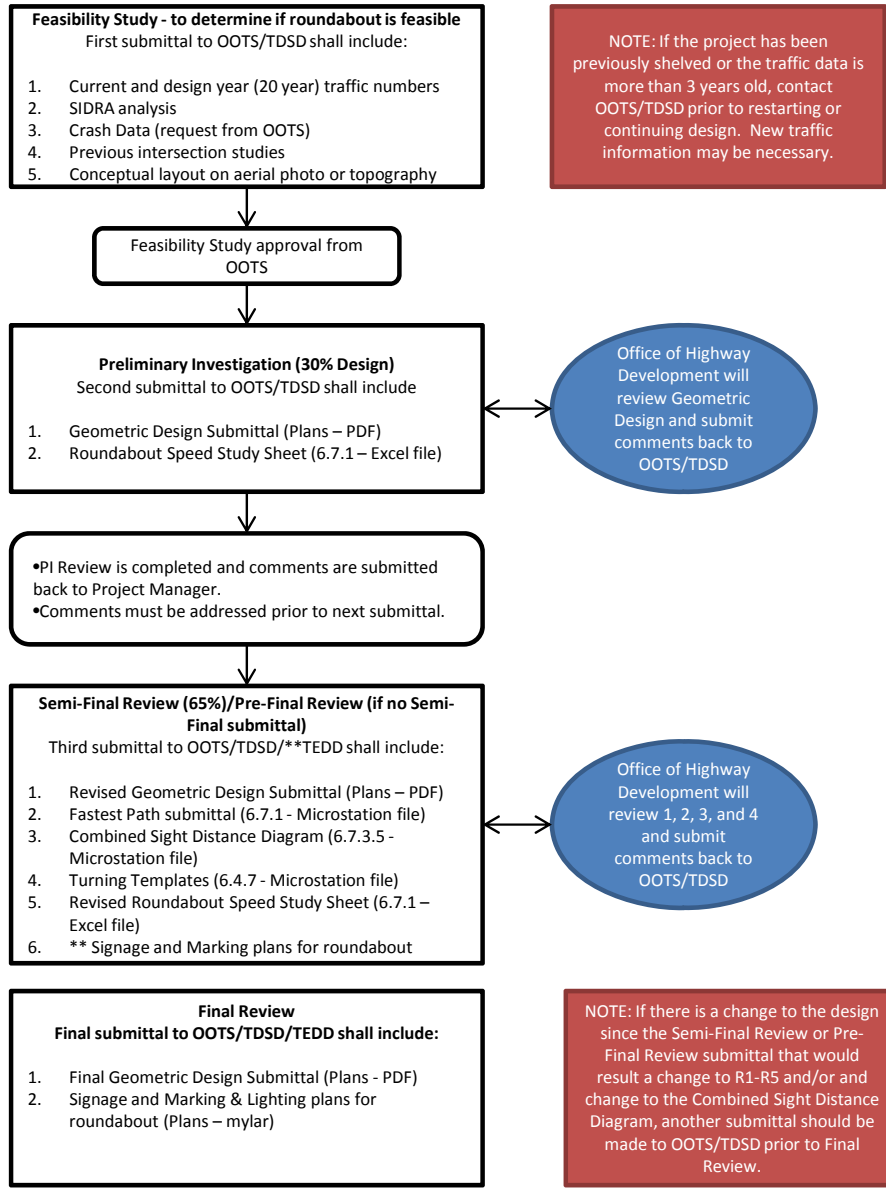 Feasibility Study - to determine if roundabout is feasible
First submittal to OOTS/TDSD shall include:
1. Current and design year (20 year) traffic numbers
2. SIDRA analysis
3. Crash Data (request from OOTS)
4. Previous intersection studies
5. Conceptual layout on aerial photo or topography
NOTE: If the project has been
previously shelved or the traffic data is
more than 3 years old, contact
OOTS/TDSD prior to restarting or
continuing design. New traffic
information may be necessary.
Feasibility Study approval from
OOTS
Preliminary Investigation (30% Design)
Second submittal to OOTS/TDSD shall include
1. Geometric Design Submittal (Plans – PDF)
2. Roundabout Speed Study Sheet (6.7.1 – Excel file)
Office of Highway
Development will
review Geometric
Design and submit
comments back to
OOTS/TDSD
•PI Review is completed and comments are submitted
back to Project Manager.
•Comments must be addressed prior to next submittal.
Semi-Final Review (65%)/Pre-Final Review (if no Semi-
Final submittal)
Third submittal to OOTS/TDSD/**TEDD shall include:
1. Revised Geometric Design Submittal (Plans – PDF)
2. Fastest Path submittal (6.7.1 - Microstation file)
3. Combined Sight Distance Diagram (6.7.3.5 -
Microstation file)
4. Turning Templates (6.4.7 - Microstation file)
5. Revised Roundabout Speed Study Sheet (6.7.1 –
Excel file)
6. ** Signage and Marking plans for roundabout
Office of Highway
Development will
review 1, 2, 3, and 4
and submit
comments back to
OOTS/TDSD
Final Review
Final submittal to OOTS/TDSD/TEDD shall include:
1. Final Geometric Design Submittal (Plans - PDF)
2. Signage and Marking & Lighting plans for
roundabout (Plans – mylar)
NOTE: If there is a change to the design
since the Semi-Final Review or Pre-
Final Review submittal that would
result a change to R1-R5 and/or and
change to the Combined Sight Distance
Diagram, another submittal should be
made to OOTS/TDSD prior to Final
Review.